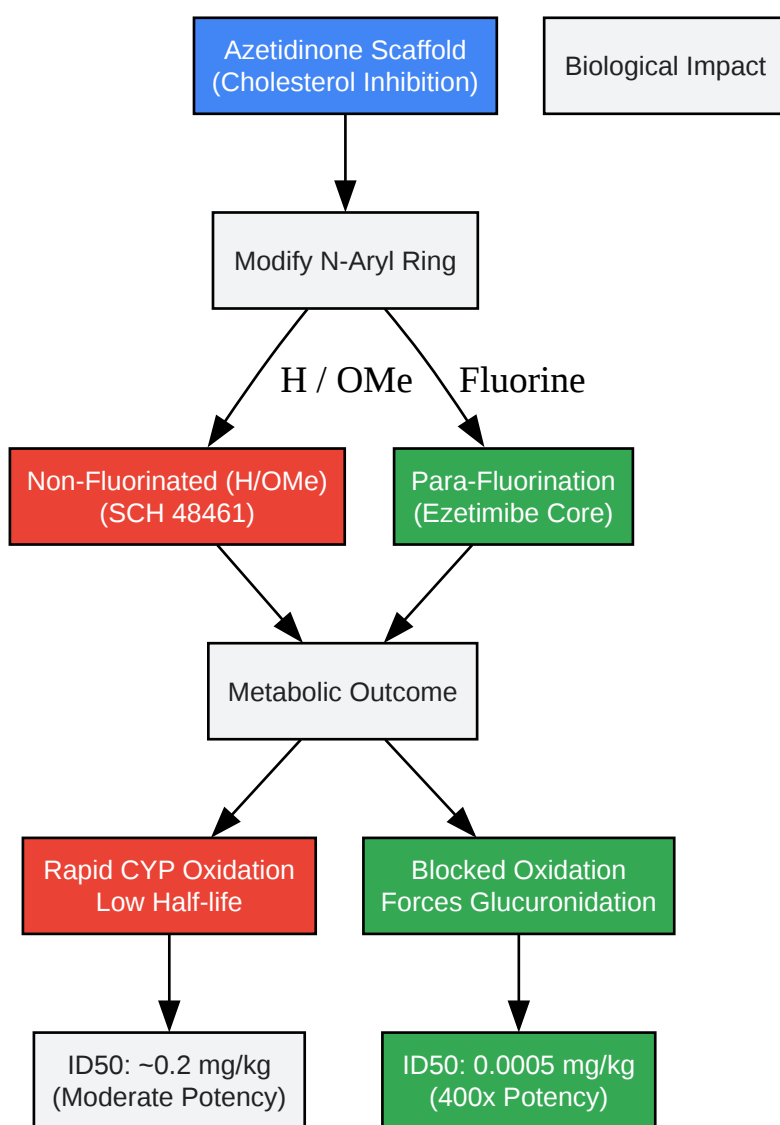 Azetidinone Scaffold
(Cholesterol Inhibition)
Biological Impact
Modify N-Aryl Ring
H / OMe
Fluorine
Non-Fluorinated (H/OMe)
(SCH 48461)
Para-Fluorination
(Ezetimibe Core)
Metabolic Outcome
Rapid CYP Oxidation
Low Half-life
Blocked Oxidation
Forces Glucuronidation
ID50: ~0.2 mg/kg
(Moderate Potency)
ID50: 0.0005 mg/kg
(400x Potency)